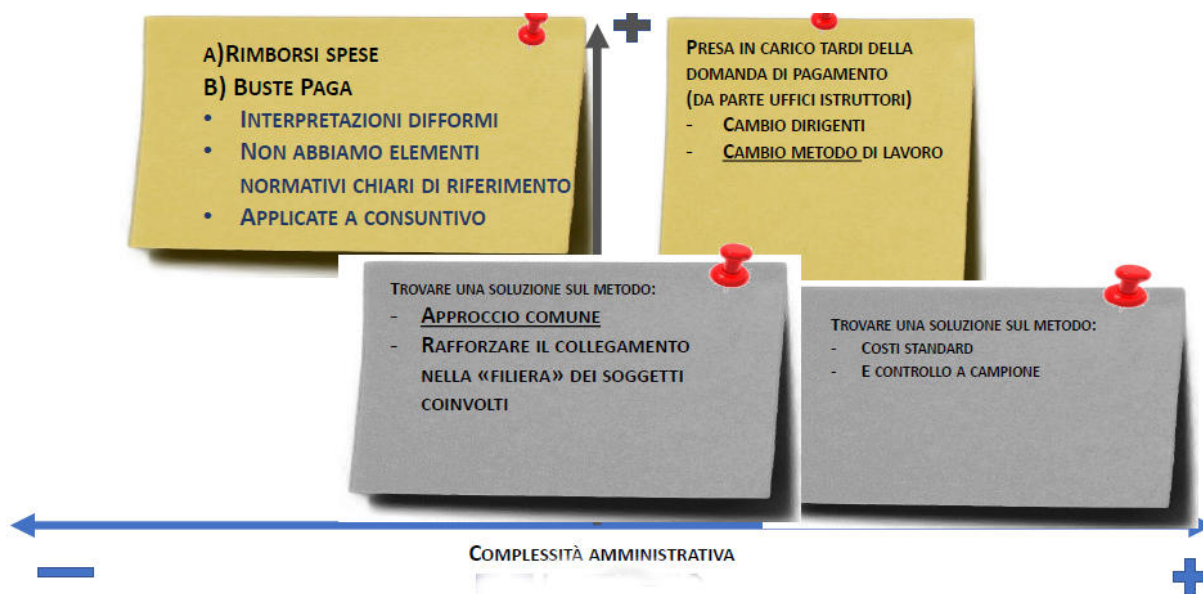 A)RIMBORSI SPESE
B) BUSTE PAGA
• INTERPRETAZIONI DIFFORMI
• NON ABBIAMO ELEMENTI
NORMATIVI CHIARI DI RIFERIMENTO
• APPLICATE A CONSUNTIVO
PRESA IN CARICO TARDI DELLA
DOMANDA DI PAGAMENTO
(DA PARTE UFFICI ISTRUTTORI)
- CAMBIO DIRIGENTI
- CAMBIO METODO DI LAVORO
TROVARE UNA SOLUZIONE SUL METODO:
- APPROCCIO COMUNE
- RAFFORZARE IL COLLEGAMENTO
NELLA «FILIERA» DEI SOGGETTI
COINVOLTI
TROVARE UNA SOLUZIONE SUL METODO:
- COSTI STANDARD
- E CONTROLLO A CAMPIONE
COMPLESSITÀ AMMINISTRATIVA